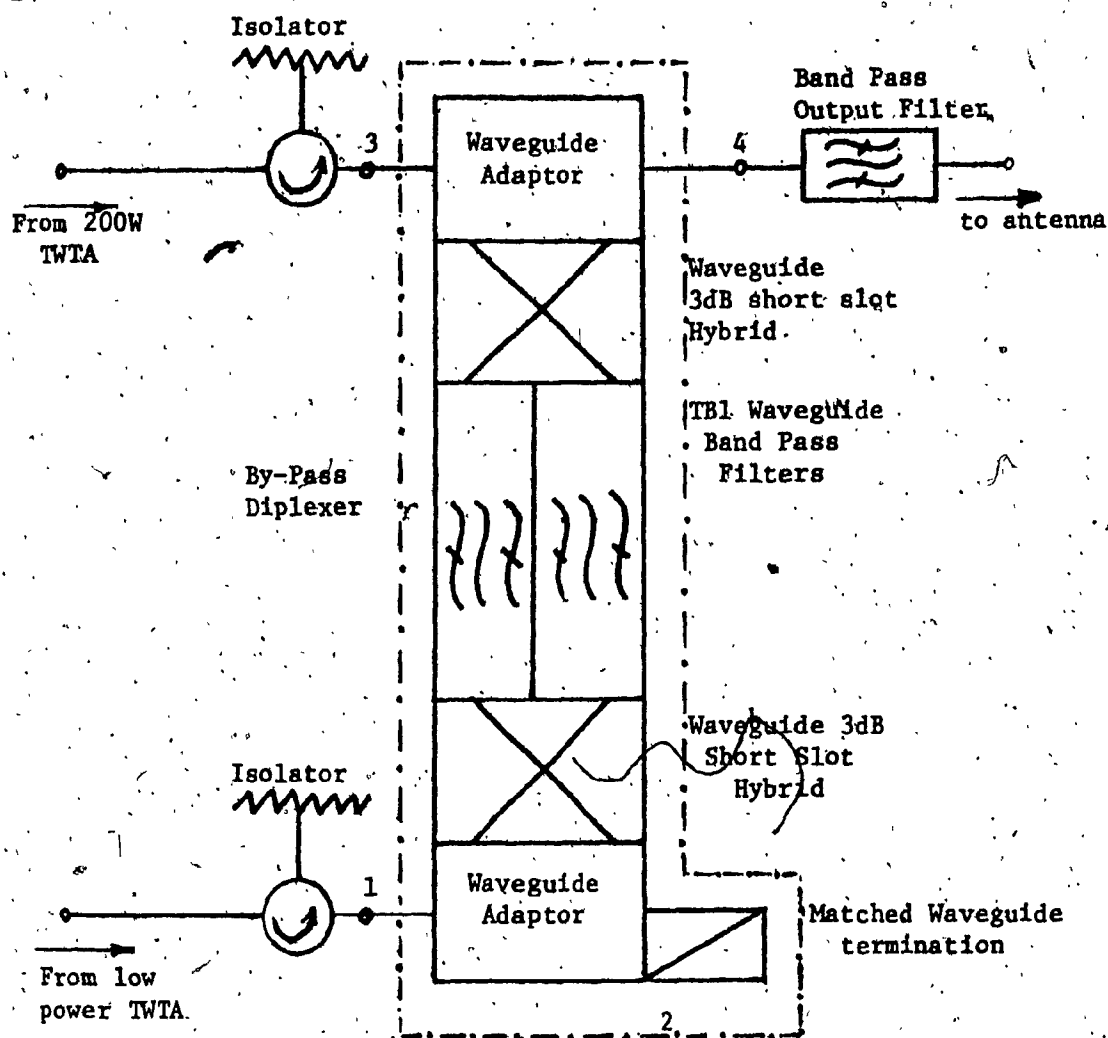 Isolator
Band Pass
Output Filter
3
Waveguide
Adaptor
4
From 200W
TWTA
to antenna
Waveguide
3dB short slot
Hybrid.
TB1 Waveguide
Band Pass
Filters
By-Pass
Diplexer
Waveguide 3dB
Short Slot
Hybrid
Isolator
1
Waveguide
Adaptor
Matched Waveguide
termination
From low
power TWTA.
2